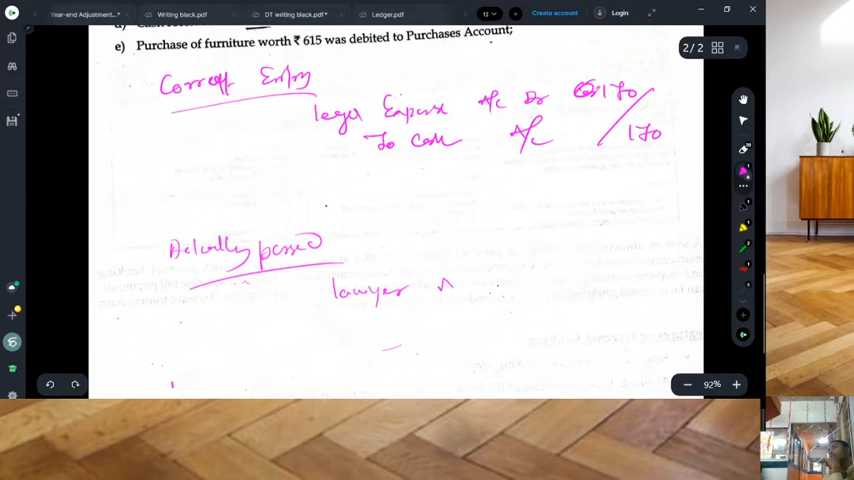 Year-end Adjustment..*
Writing black.pdf
DT writing black.pdf*
Ledger.pdf
13
Create account
Login
e) Purchase of furniture worth ₹ 615 was debited to Purchases Account;
2/2
Correct Entry
legal Expense A/c Dr 170
To Cash A/c 170
Actually passed
lawyer
92%